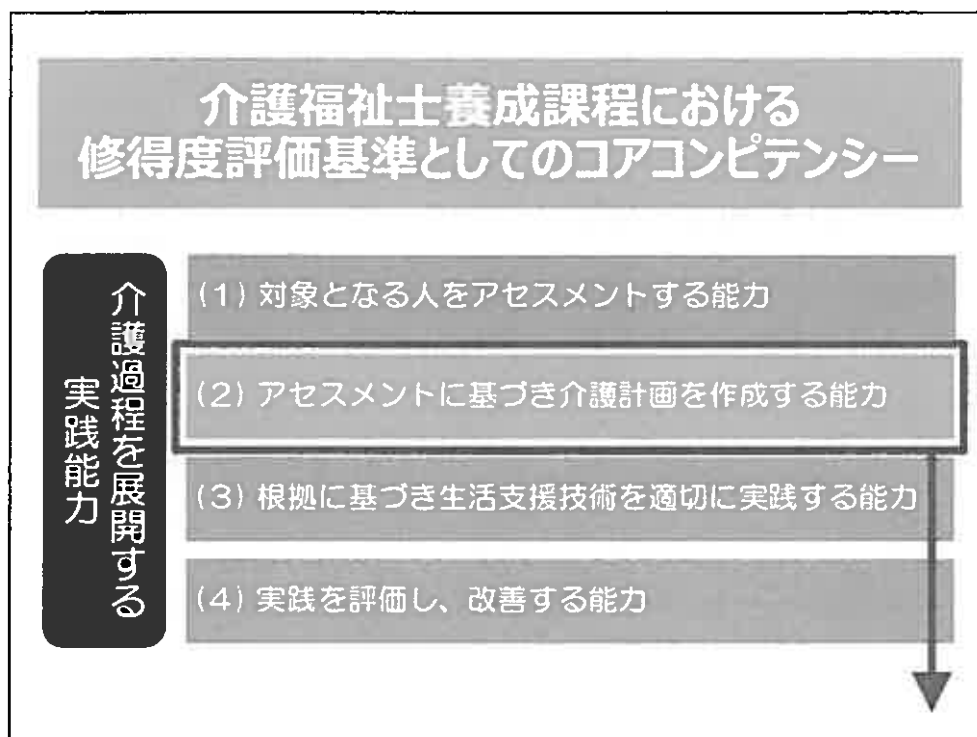 介護福祉士養成課程における
修得度評価基準としてのコアコンピテンシー
介護過程を展開する
実践能力
(1) 対象となる人をアセスメントする能力
(2) アセスメントに基づき介護計画を作成する能力
(3) 根拠に基づき生活支援技術を適切に実践する能力
(4) 実践を評価し、改善する能力